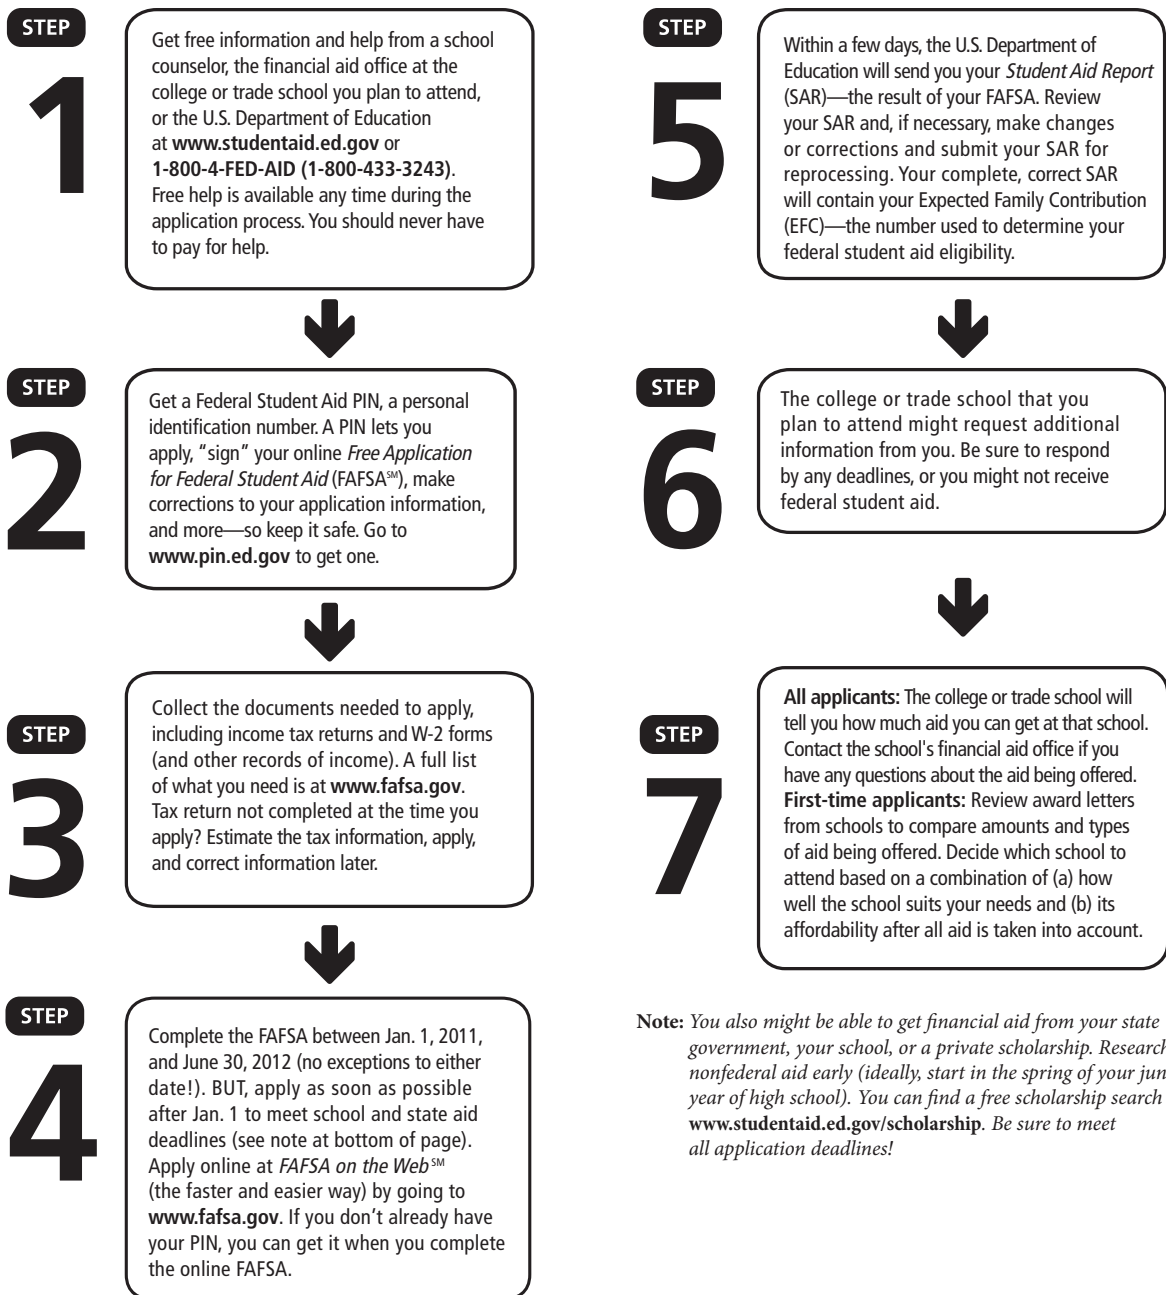 STEP
1
Get free information and help from a school
counselor, the financial aid office at the
college or trade school you plan to attend,
or the U.S. Department of Education
at www.studentaid.ed.gov or
1-800-4-FED-AID (1-800-433-3243).
Free help is available any time during the
application process. You should never have
to pay for help.
STEP
2
Get a Federal Student Aid PIN, a personal
identification number. A PIN lets you
apply, “sign” your online Free Application
for Federal Student Aid (FAFSA℠), make
corrections to your application information,
and more—so keep it safe. Go to
www.pin.ed.gov to get one.
STEP
3
Collect the documents needed to apply,
including income tax returns and W-2 forms
(and other records of income). A full list
of what you need is at www.fafsa.gov.
Tax return not completed at the time you
apply? Estimate the tax information, apply,
and correct information later.
STEP
4
Complete the FAFSA between Jan. 1, 2011,
and June 30, 2012 (no exceptions to either
date!). BUT, apply as soon as possible
after Jan. 1 to meet school and state aid
deadlines (see note at bottom of page).
Apply online at FAFSA on the Web℠
(the faster and easier way) by going to
www.fafsa.gov. If you don’t already have
your PIN, you can get it when you complete
the online FAFSA.
STEP
5
Within a few days, the U.S. Department of
Education will send you your Student Aid Report
(SAR)—the result of your FAFSA. Review
your SAR and, if necessary, make changes
or corrections and submit your SAR for
reprocessing. Your complete, correct SAR
will contain your Expected Family Contribution
(EFC)—the number used to determine your
federal student aid eligibility.
STEP
6
The college or trade school that you
plan to attend might request additional
information from you. Be sure to respond
by any deadlines, or you might not receive
federal student aid.
STEP
7
All applicants: The college or trade school will
tell you how much aid you can get at that school.
Contact the school's financial aid office if you
have any questions about the aid being offered.
First-time applicants: Review award letters
from schools to compare amounts and types
of aid being offered. Decide which school to
attend based on a combination of (a) how
well the school suits your needs and (b) its
affordability after all aid is taken into account.
Note: You also might be able to get financial aid from your state
government, your school, or a private scholarship. Research
nonfederal aid early (ideally, start in the spring of your
year of high school). You can find a free scholarship search
www.studentaid.ed.gov/scholarship. Be sure to meet
all application deadlines!